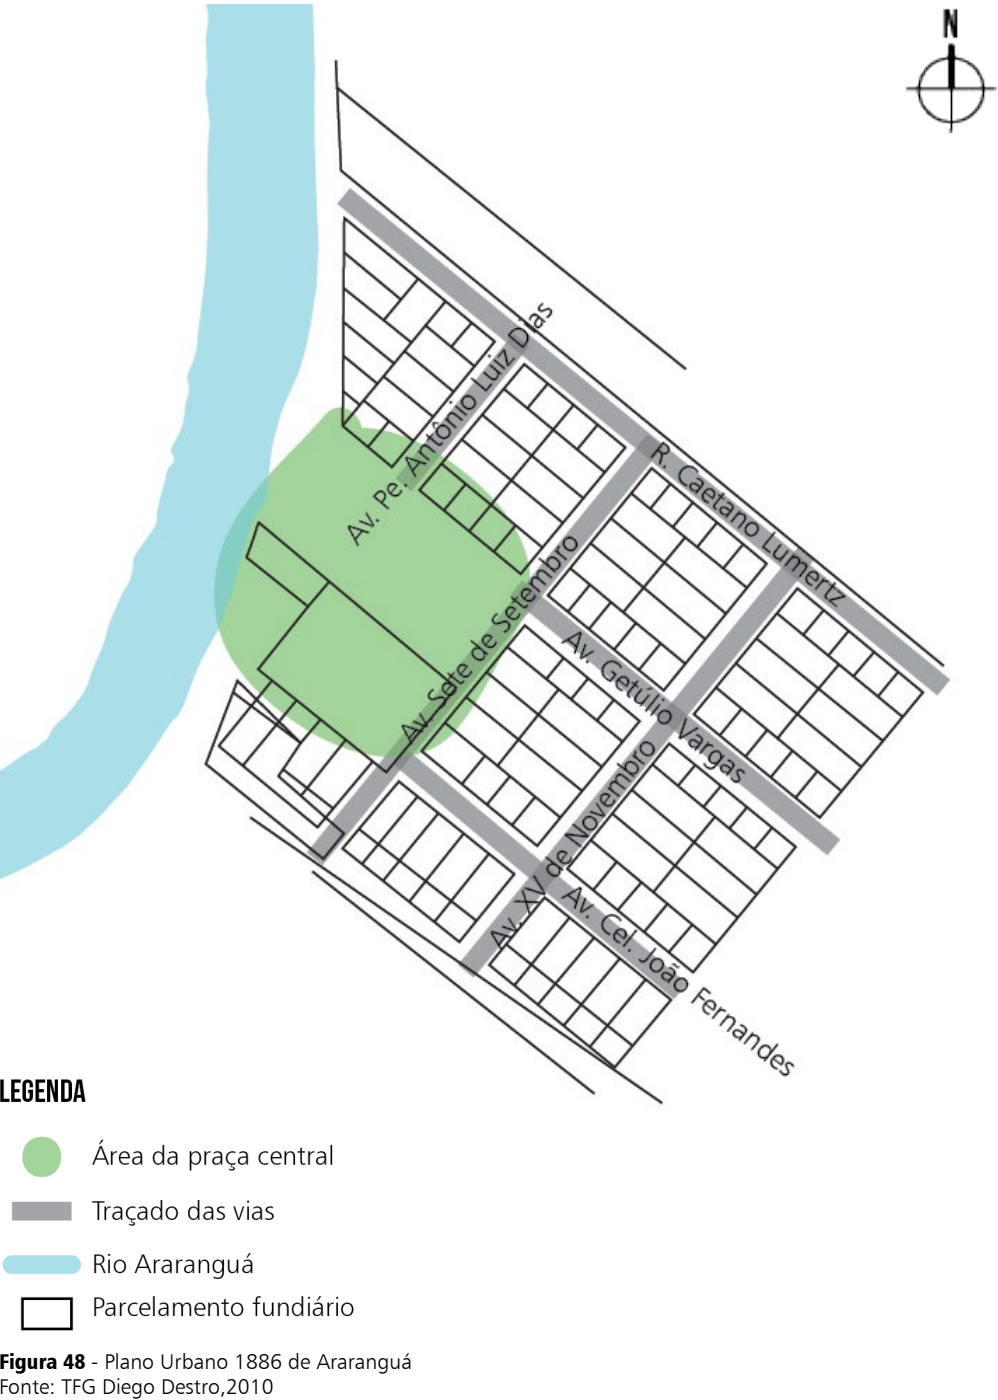 N
Av. Pe. Antônio Luiz Dias
R. Caetano Lumertz
Av. Sete de Setembro
Av. Getúlio Vargas
Av. XV de Novembro
Av. Cel. João Fernandes
LEGENDA
Área da praça central
Traçado das vias
Rio Araranguá
Parcelamento fundiário
Figura 48 - Plano Urbano 1886 de Araranguá
Fonte: TFG Diego Destro,2010